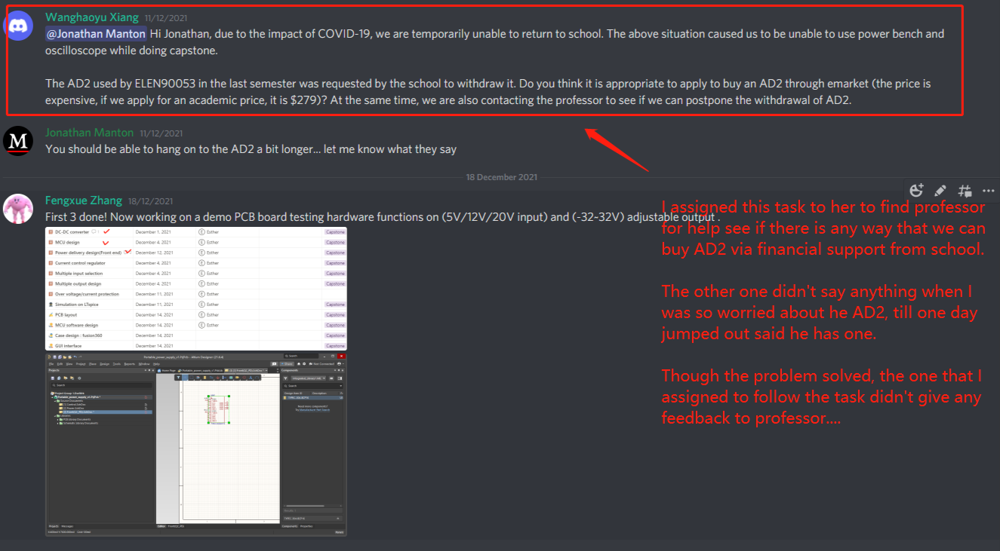 Wanghaoyu Xiang 11/12/2021
@Jonathan Manton Hi Jonathan, due to the impact of COVID-19, we are temporarily unable to return to school. The above situation caused us to be unable to use power bench and
oscilloscope while doing capstone.
The AD2 used by ELEN90053 in the last semester was requested by the school to withdraw it. Do you think it is appropriate to apply to buy an AD2 through emarket (the price is
expensive, if we apply for an academic price, it is $279)? At the same time, we are also contacting the professor to see if we can postpone the withdrawal of AD2.
M
Jonathan Manton 11/12/2021
You should be able to hang on to the AD2 a bit longer... let me know what they say
18 December 2021
Fengxue Zhang 18/12/2021
First 3 done! Now working on a demo PCB board testing hardware functions on (5V/12V/20V input) and (-32~32V) adjustable output .
I assigned this task to her to find professor
for help see if there is any way that we can
buy AD2 via financial support from school.
The other one didn't say anything when I
was so worried about he AD2, till one day
jumped out said he has one.
Though the problem solved, the one that I
assigned to follow the task didn't give any
feedback to professor....
DC-DC converter December 1, 2021 Esther Capstone
MCU design December 4, 2021 Esther Capstone
Power delivery design(Front end) December 12, 2021 Esther Capstone
Current control regulator December 4, 2021 Esther Capstone
Multiple input selection December 4, 2021 Esther Capstone
Multiple output design December 4, 2021 Esther Capstone
Over voltage/current protection December 11, 2021 Esther
Simulation on LTspice December 11, 2021 Esther Capstone
PCB layout December 14, 2021 Esther Capstone
MCU software design December 14, 2021 Esther Capstone
Case design : fusion360 December 14, 2021 Capstone
GUI interface December 14, 2021 Capstone